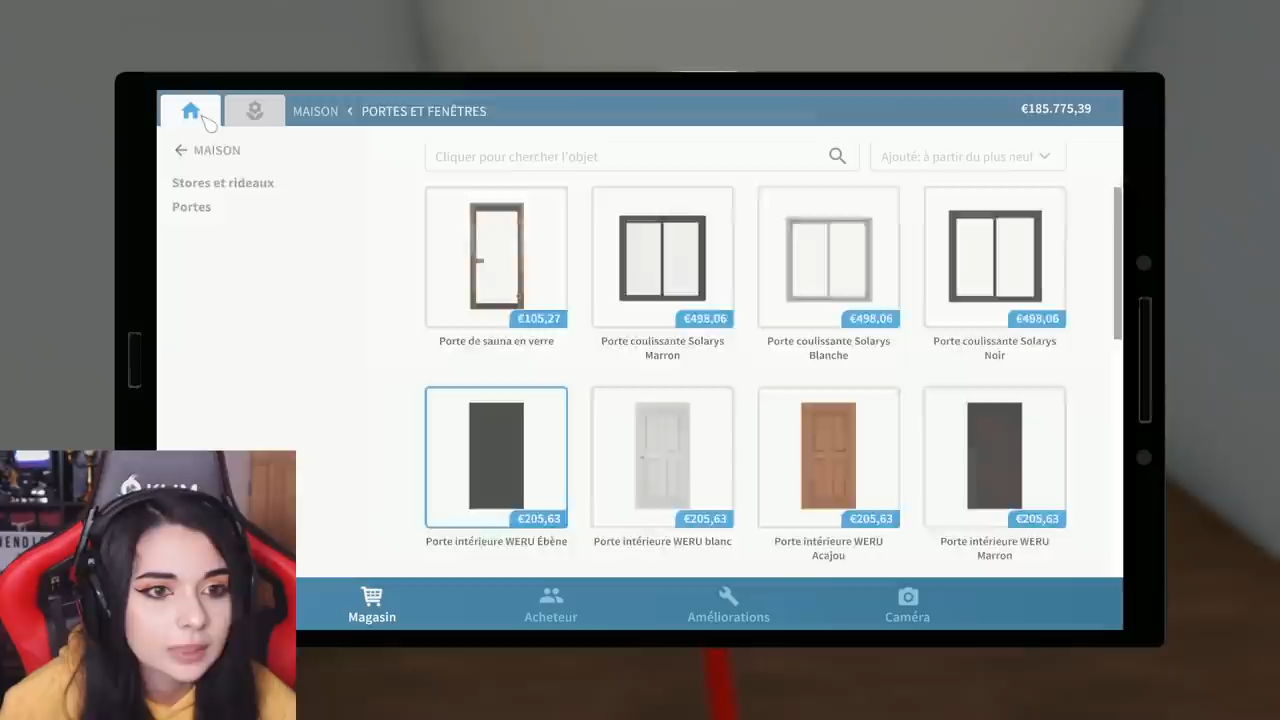 MAISON < PORTES ET FENÊTRES
€185.775,39
MAISON
Stores et rideaux
Portes
Cliquer pour chercher l'objet
Ajouté: à partir du plus neuf
€105,27
€498,06
€498,06
€498,06
Porte de sauna en verre
Porte coulissante Solarys
Marron
Porte coulissante Solarys
Blanche
Porte coulissante Solarys
Noir
€205,63
€205,63
€205,63
€205,63
Porte intérieure WERU Ébène
Porte intérieure WERU blanc
Porte intérieure WERU
Acajou
Porte intérieure WERU
Marron
Magasin
Acheteur
Améliorations
Caméra